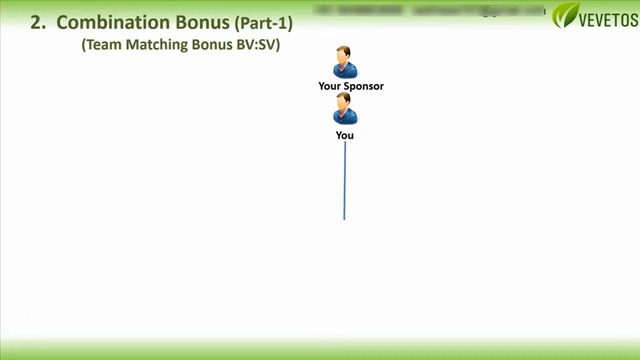 2. Combination Bonus (Part-1)
(Team Matching Bonus BV:SV)
VEVETOS
Your Sponsor
You